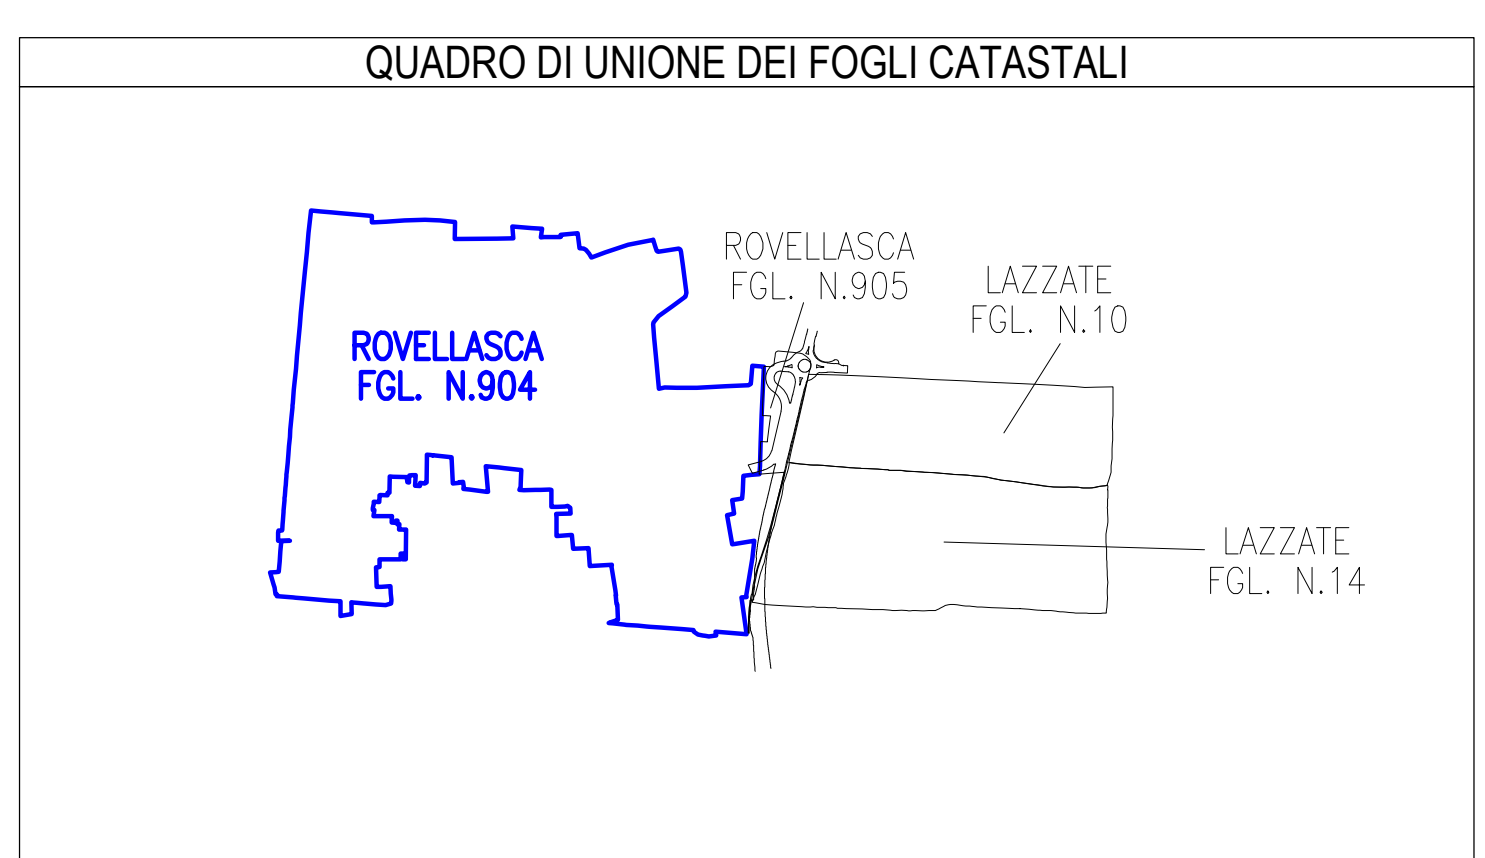 QUADRO DI UNIONE DEI FOGLI CATASTALI
ROVELLASCA
FGL. N.905
LAZZATE
FGL. N.10
ROVELLASCA
FGL. N.904
LAZZATE
FGL. N.14